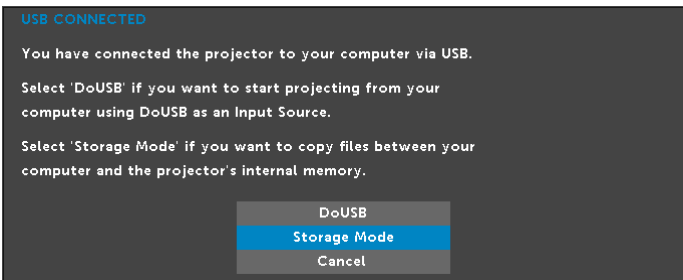 USB CONNECTED
You have connected the projector to your computer via USB.
Select 'DoUSB' if you want to start projecting from your
computer using DoUSB as an Input Source.
Select 'Storage Mode' if you want to copy files between your
computer and the projector's internal memory.
DoUSB
Storage Mode
Cancel